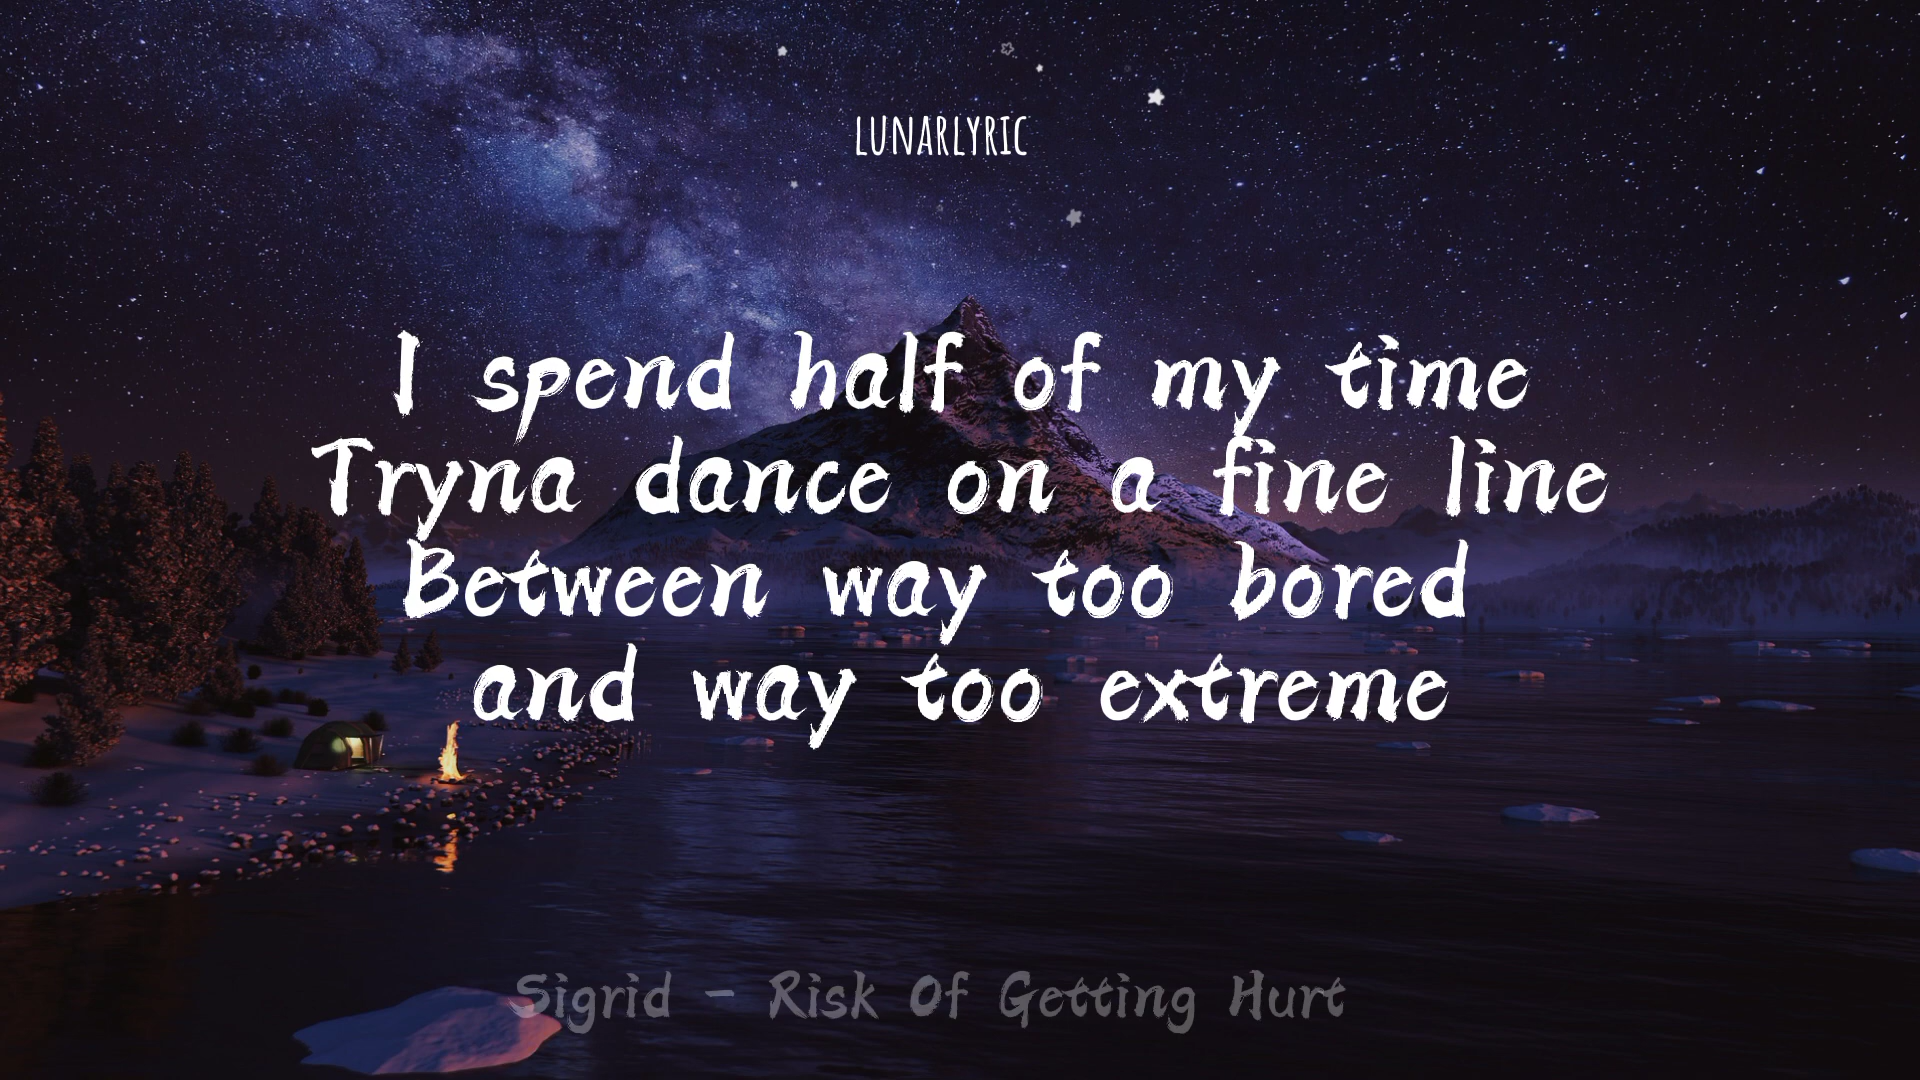 LUNARLYRIC
I spend half of my time
Tryna dance on a fine line
Between way too bored
and way too extreme
Sigrid - Risk Of Getting Hurt